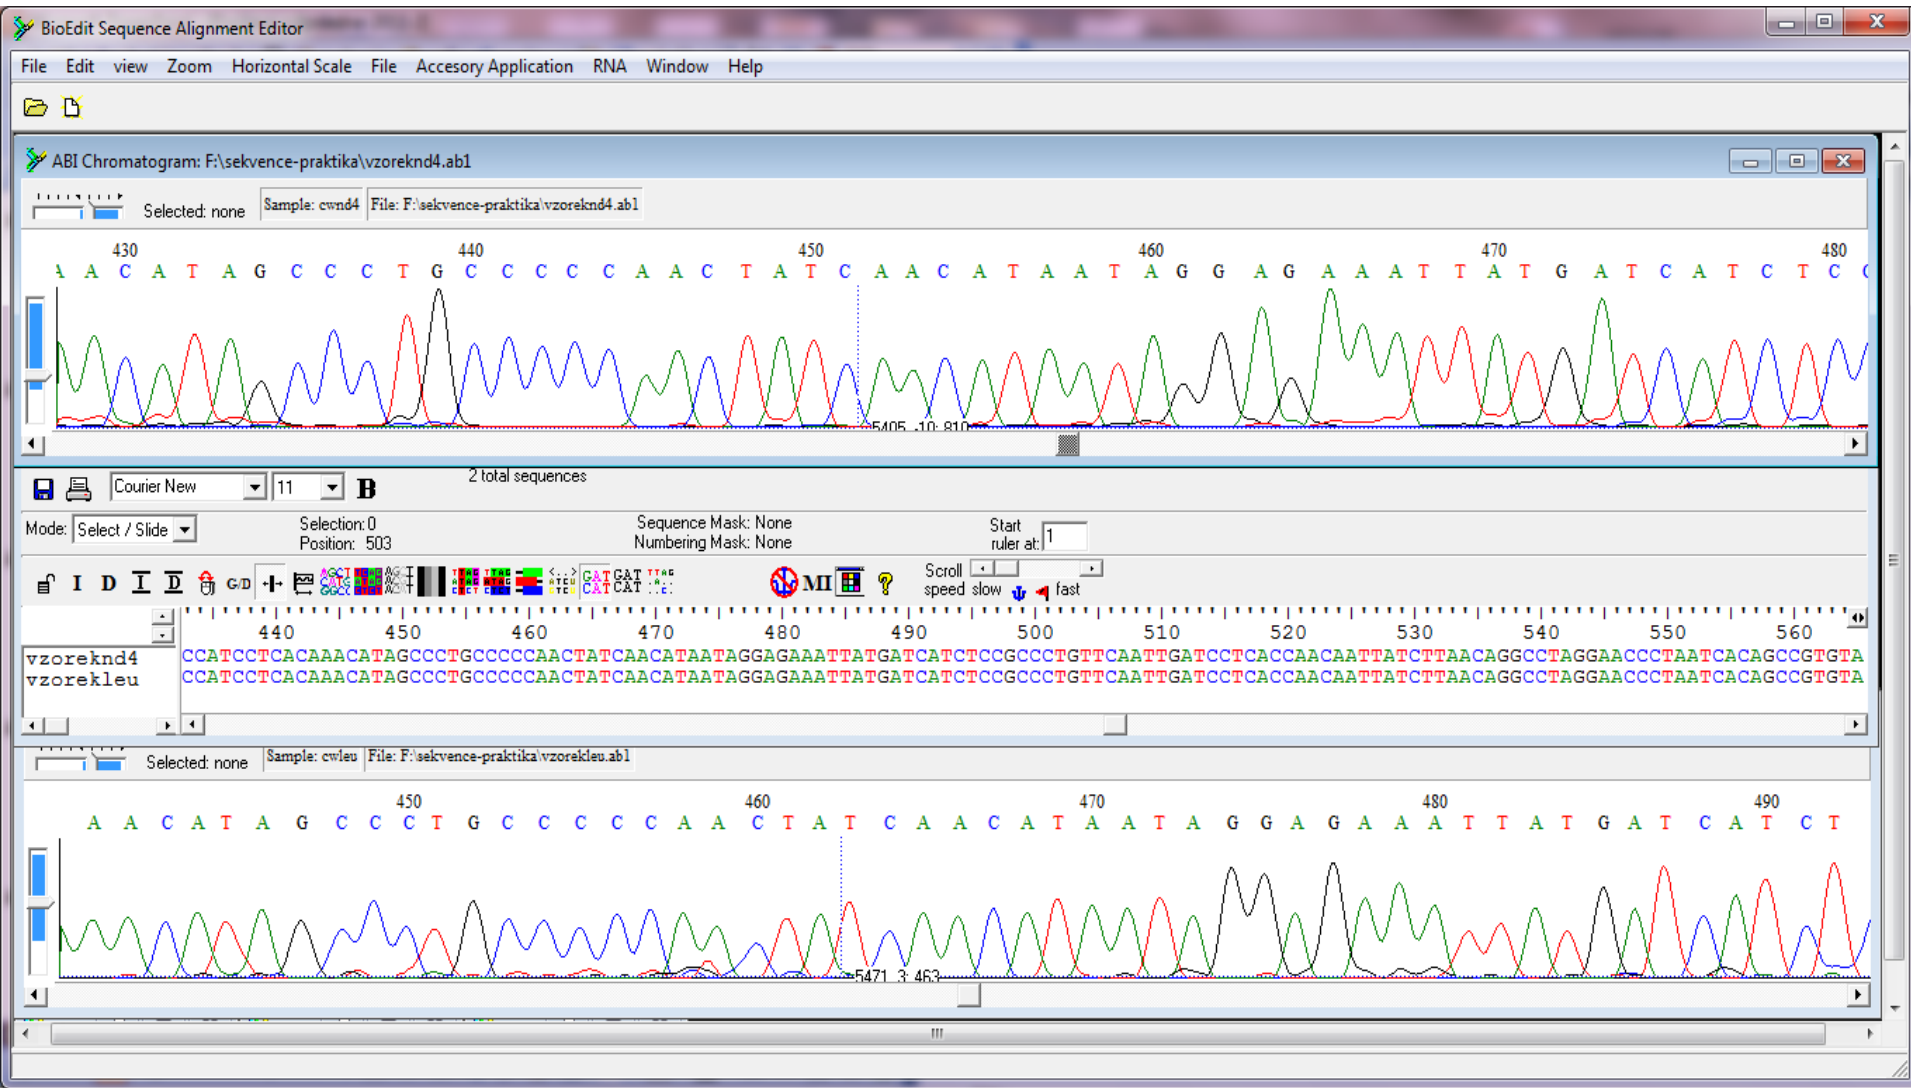 BioEdit Sequence Alignment Editor
File Edit view Zoom Horizontal Scale File Accesory Application RNA Window Help
ABI Chromatogram: F:\sekvence-praktika\vzoreknd4.ab1
Selected: none Sample: cwnd4 File: F:\sekvence-praktika\vzoreknd4.ab1
430 440 450 460 470 480
A A C A T A G C C C T G C C C C C A A C T A T C A A C A T A A T A G G A G A A A T T A T G A T C A T C T C C
5405 -10: 810
Courier New 11 B 2 total sequences
Mode: Select / Slide Selection: 0 Sequence Mask: None Start
Position: 503 Numbering Mask: None ruler at: 1
I D I D G/D GAT GAT MI ? Scroll
CAT CAT speed slow fast
440 450 460 470 480 490 500 510 520 530 540 550 560
vzoreknd4 CCATCCTCACAAACATAGCCCTGCCCCCAACTATCAACATAATAGGAGAAATTATGATCATCTCCGCCCTGTTCAATTGATCCTCACCAACAATTATCTTAACAGGCCTAGGAACCCTAATCACAGCCGTGTA
vzorekleu CCATCCTCACAAACATAGCCCTGCCCCCAACTATCAACATAATAGGAGAAATTATGATCATCTCCGCCCTGTTCAATTGATCCTCACCAACAATTATCTTAACAGGCCTAGGAACCCTAATCACAGCCGTGTA
Selected: none Sample: cwleu File: F:\sekvence-praktika\vzorekleu.ab1
450 460 470 480 490
A A C A T A G C C C T G C C C C C A A C T A T C A A C A T A A T A G G A G A A A T T A T G A T C A T C T
5471 3: 463